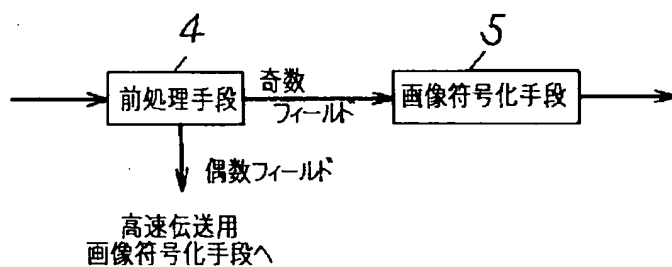 4
5
前処理手段
奇数
フィールド
画像符号化手段
偶数フィールド
高速伝送用
画像符号化手段へ